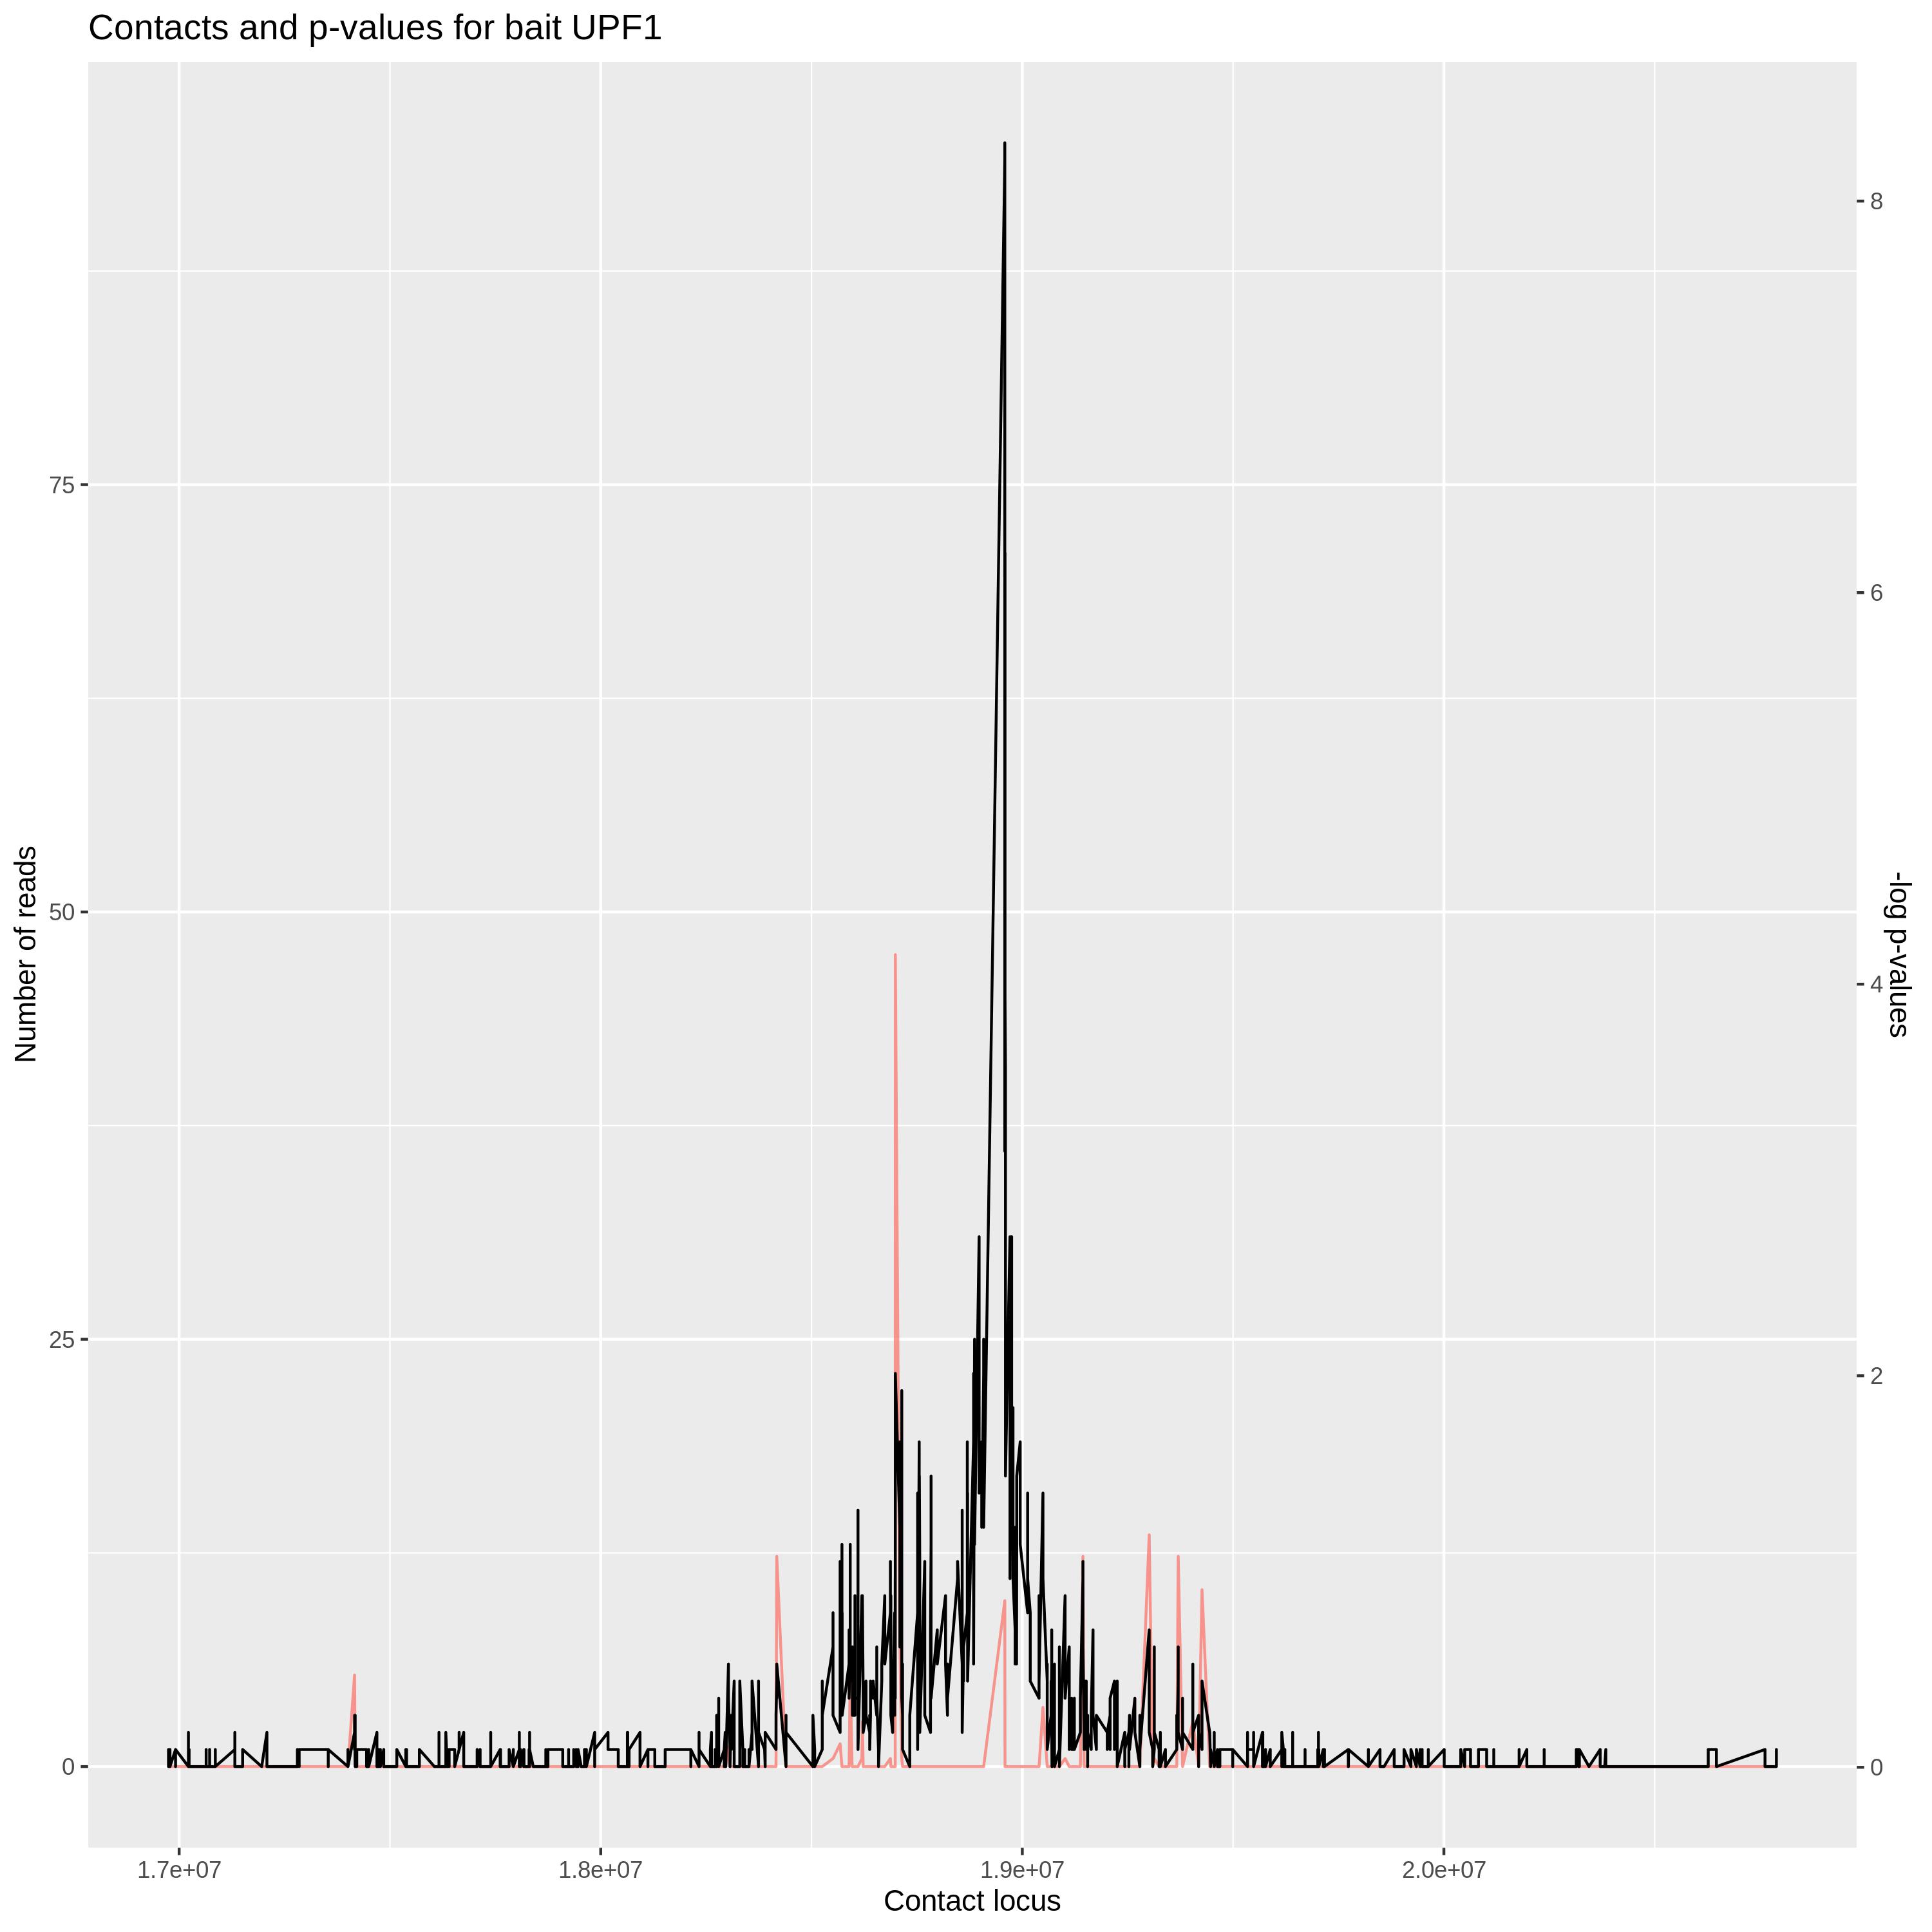 Contacts and p-values for bait UPF1
Number of reads
75
50
25
0
8
6
4
2
0
-log p-values
1.7e+07
1.8e+07
1.9e+07
2.0e+07
Contact locus